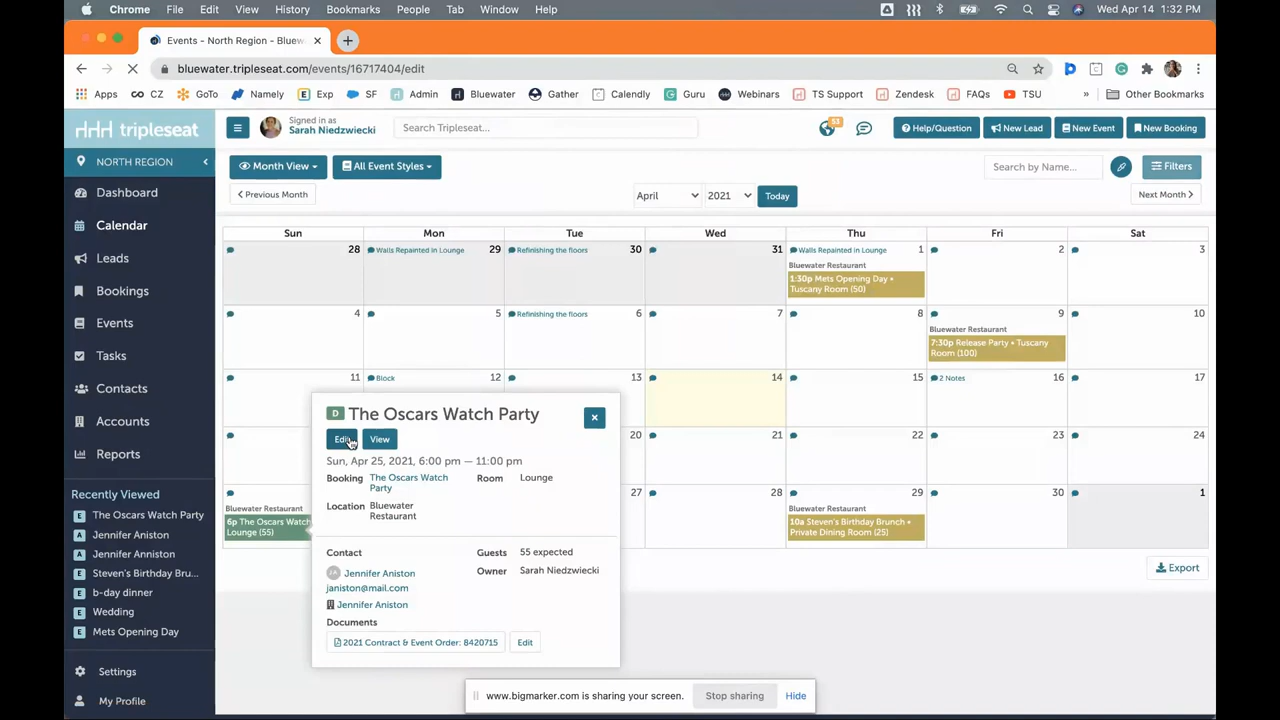 Chrome File Edit View History Bookmarks People Tab Window Help Wed Apr 14 1:32 PM
Events - North Region - Bluew
bluewater.tripleseat.com/events/16717404/edit
Apps CZ GoTo Namely Exp SF Admin Bluewater Gather Calendly Guru Webinars TS Support Zendesk FAQs TSU » Other Bookmarks
tripleseat
Signed in as
Sarah Niedzwiecki
Search Tripleseat...
53
Help/Question New Lead New Event New Booking
NORTH REGION
Dashboard
Calendar
Leads
Bookings
Events
Tasks
Contacts
Accounts
Reports
Recently Viewed
E The Oscars Watch Party
A Jennifer Aniston
A Jennifer Anniston
E Steven's Birthday Bru...
E b-day dinner
E Wedding
E Mets Opening Day
Settings
My Profile
Month View All Event Styles Search by Name... Filters
Previous Month April 2021 Today Next Month
Sun Mon Tue Wed Thu Fri Sat
28 Walls Repainted in Lounge 29 Refinishing the floors 30 31 Walls Repainted in Lounge 1 2 3
Bluewater Restaurant
1:30p Mets Opening Day •
Tuscany Room (50)
4 5 Refinishing the floors 6 7 8 9 10
Bluewater Restaurant
7:30p Release Party • Tuscany
Room (100)
11 Block 12 13 14 15 2 Notes 16 17
20 21 22 23 24
27 28 29 30 1
Bluewater Restaurant
6p The Oscars Watch
Lounge (55)
Bluewater Restaurant
10a Steven's Birthday Brunch •
Private Dining Room (25)
Export
D The Oscars Watch Party
Edit View
Sun, Apr 25, 2021, 6:00 pm — 11:00 pm
Booking The Oscars Watch Room Lounge
Party
Location Bluewater
Restaurant
Contact Guests 55 expected
JA Jennifer Aniston Owner Sarah Niedzwiecki
janiston@mail.com
Jennifer Aniston
Documents
2021 Contract & Event Order: 8420715 Edit
www.bigmarker.com is sharing your screen. Stop sharing Hide